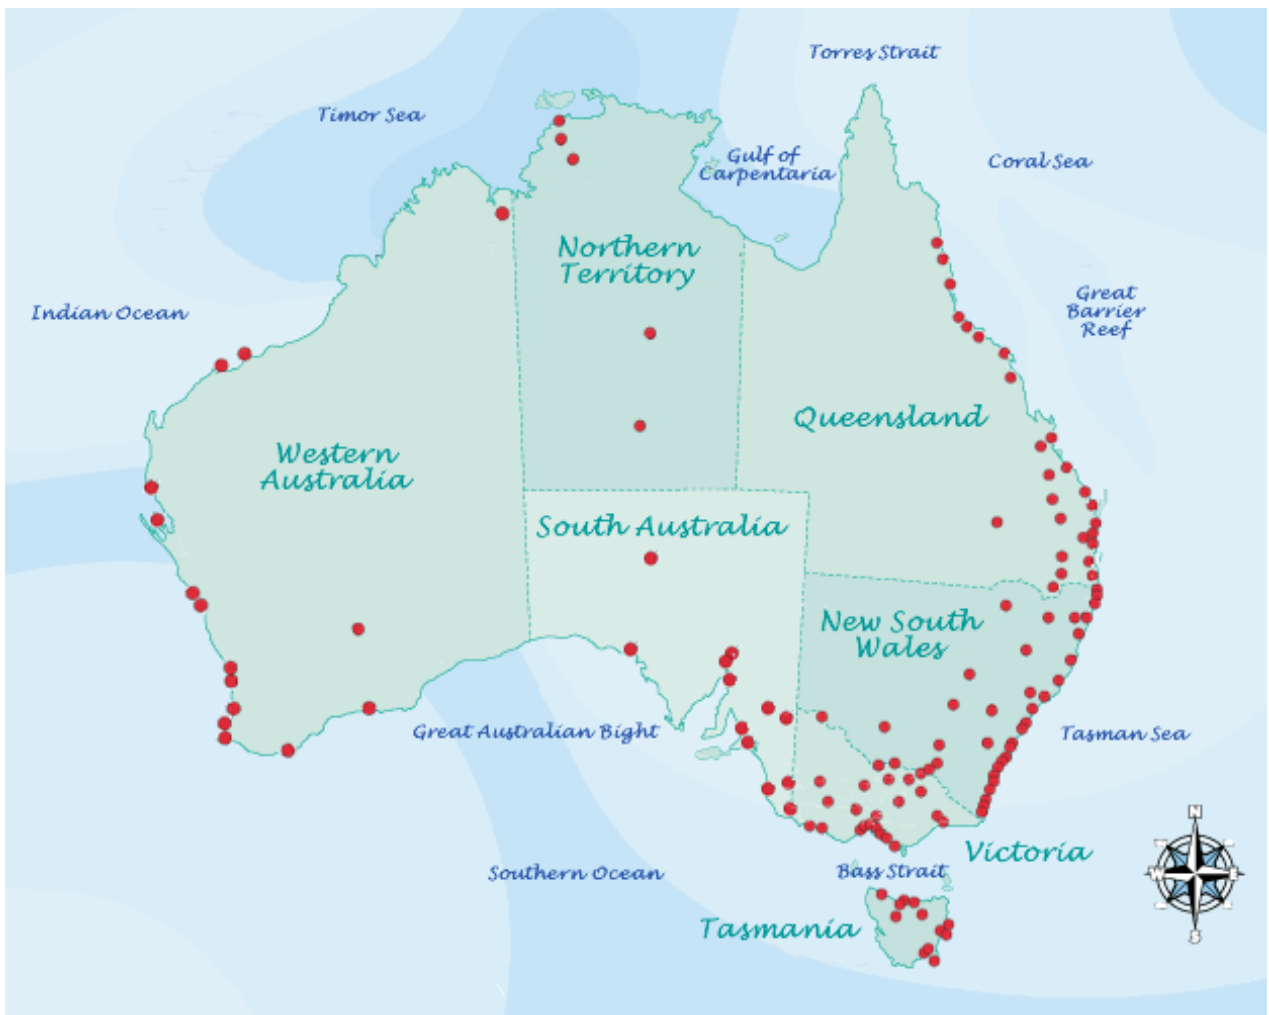 Torres Strait
Timor Sea
Gulf of
Carpentaria
Coral Sea
Northern
Territory
Great
Barrier
Reef
Indian Ocean
Queensland
Western
Australia
South Australia
New South
Wales
Great Australian Bight
Tasman Sea
Victoria
Bass Strait
Southern Ocean
Tasmania
N
W
E
S